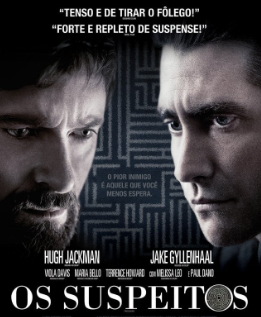 "TENSO E DE TIRAR O FÔLEGO!"
"FORTE E REPLETO DE SUSPENSE!"
O PIOR INIMIGO
É AQUELE QUE VOCÊ
MENOS ESPERA.
HUGH JACKMAN JAKE GYLLENHAAL
VIOLA DAVIS MARIA BELLO TERRENCE HOWARD COM MELISSA LEO E PAUL DANO
OS SUSPEITOS